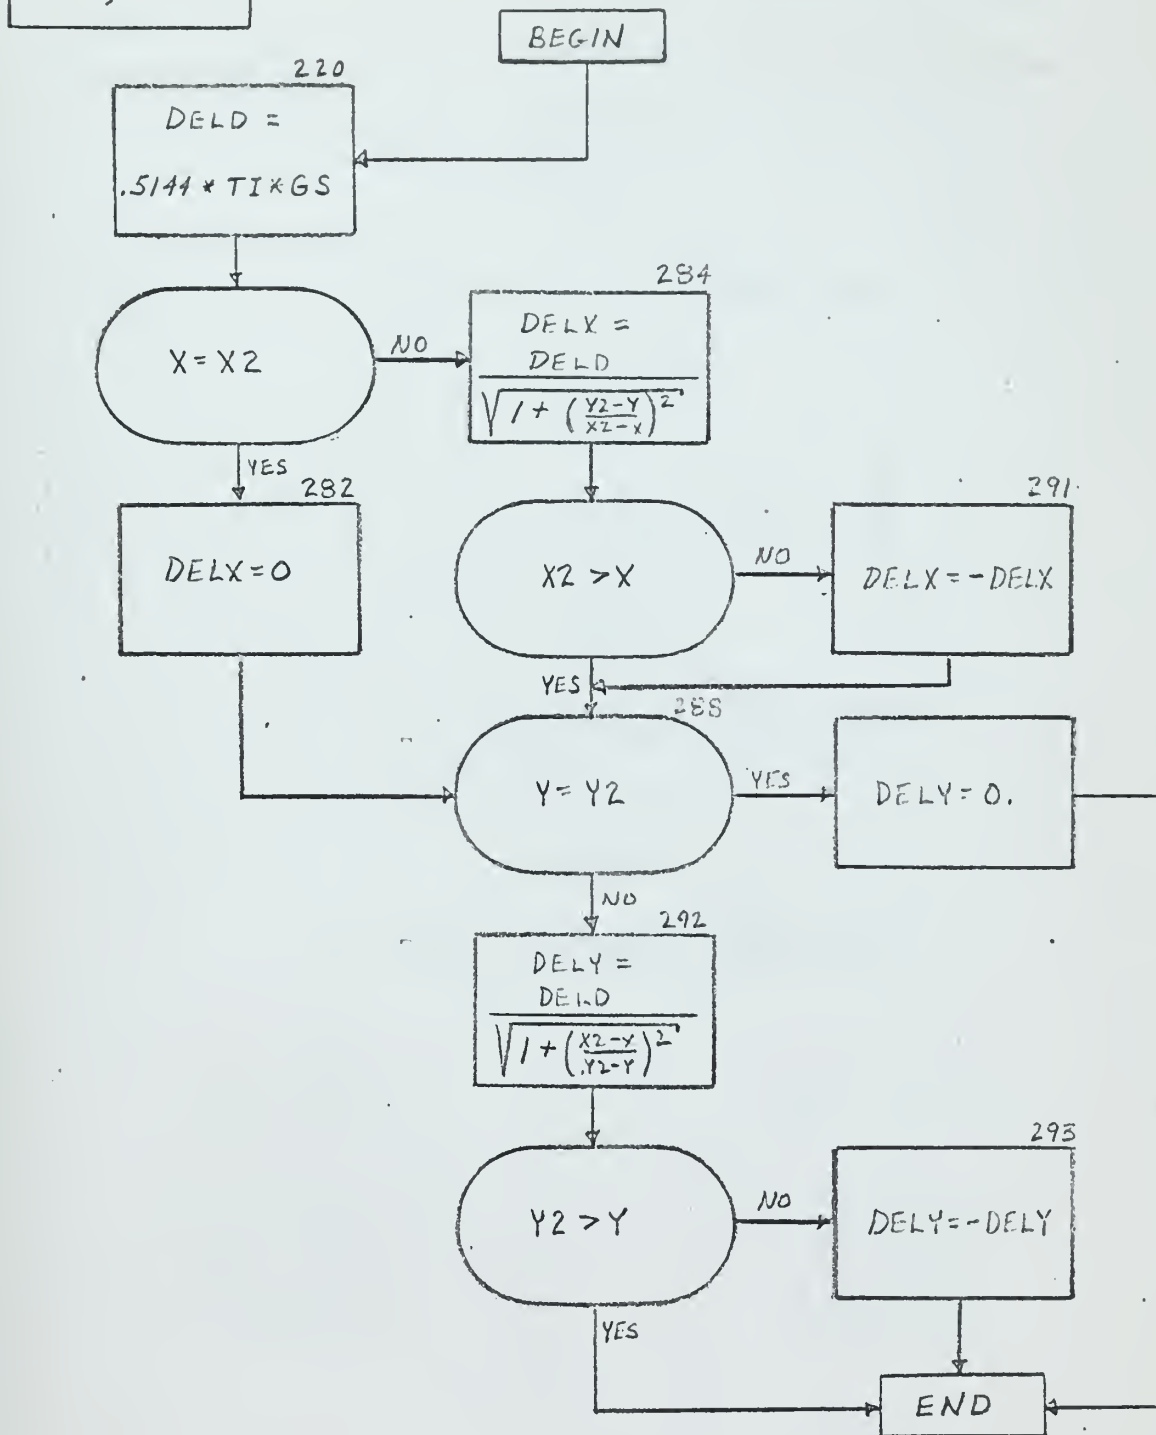 BEGIN
220
DELD =
.5144 * TI * GS
X = X2
NO
284
DELX =
DELD
√1 + (Y2-Y / X2-X)²
YES
282
DELX = 0
X2 > X
NO
291
DELX = -DELX
YES
288
Y = Y2
YES
DELY = 0.
NO
292
DELY =
DELD
√1 + (X2-X / Y2-Y)²
Y2 > Y
NO
293
DELY = -DELY
YES
END